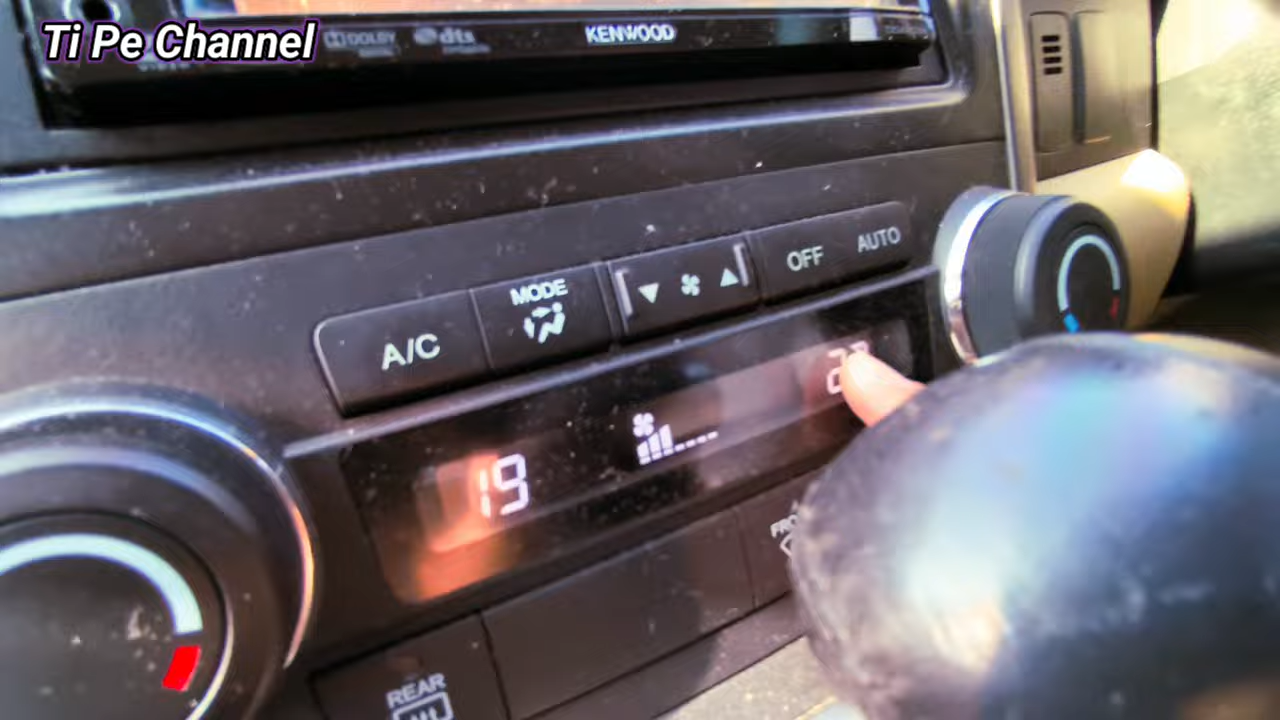 Ti Pe Channel
DOLBY
dts
KENWOOD
A/C
MODE
OFF
AUTO
19
REAR